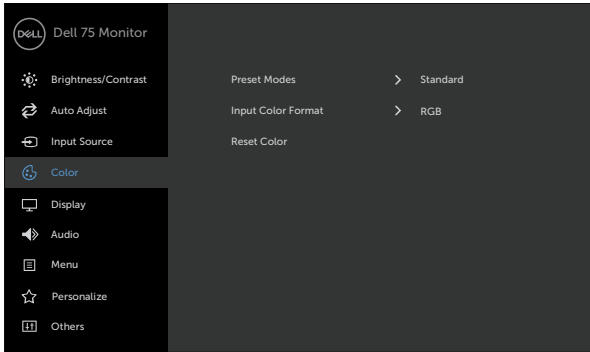 DELL Dell 75 Monitor
Brightness/Contrast
Preset Modes Standard
Auto Adjust
Input Color Format RGB
Input Source
Reset Color
Color
Display
Audio
Menu
Personalize
Others